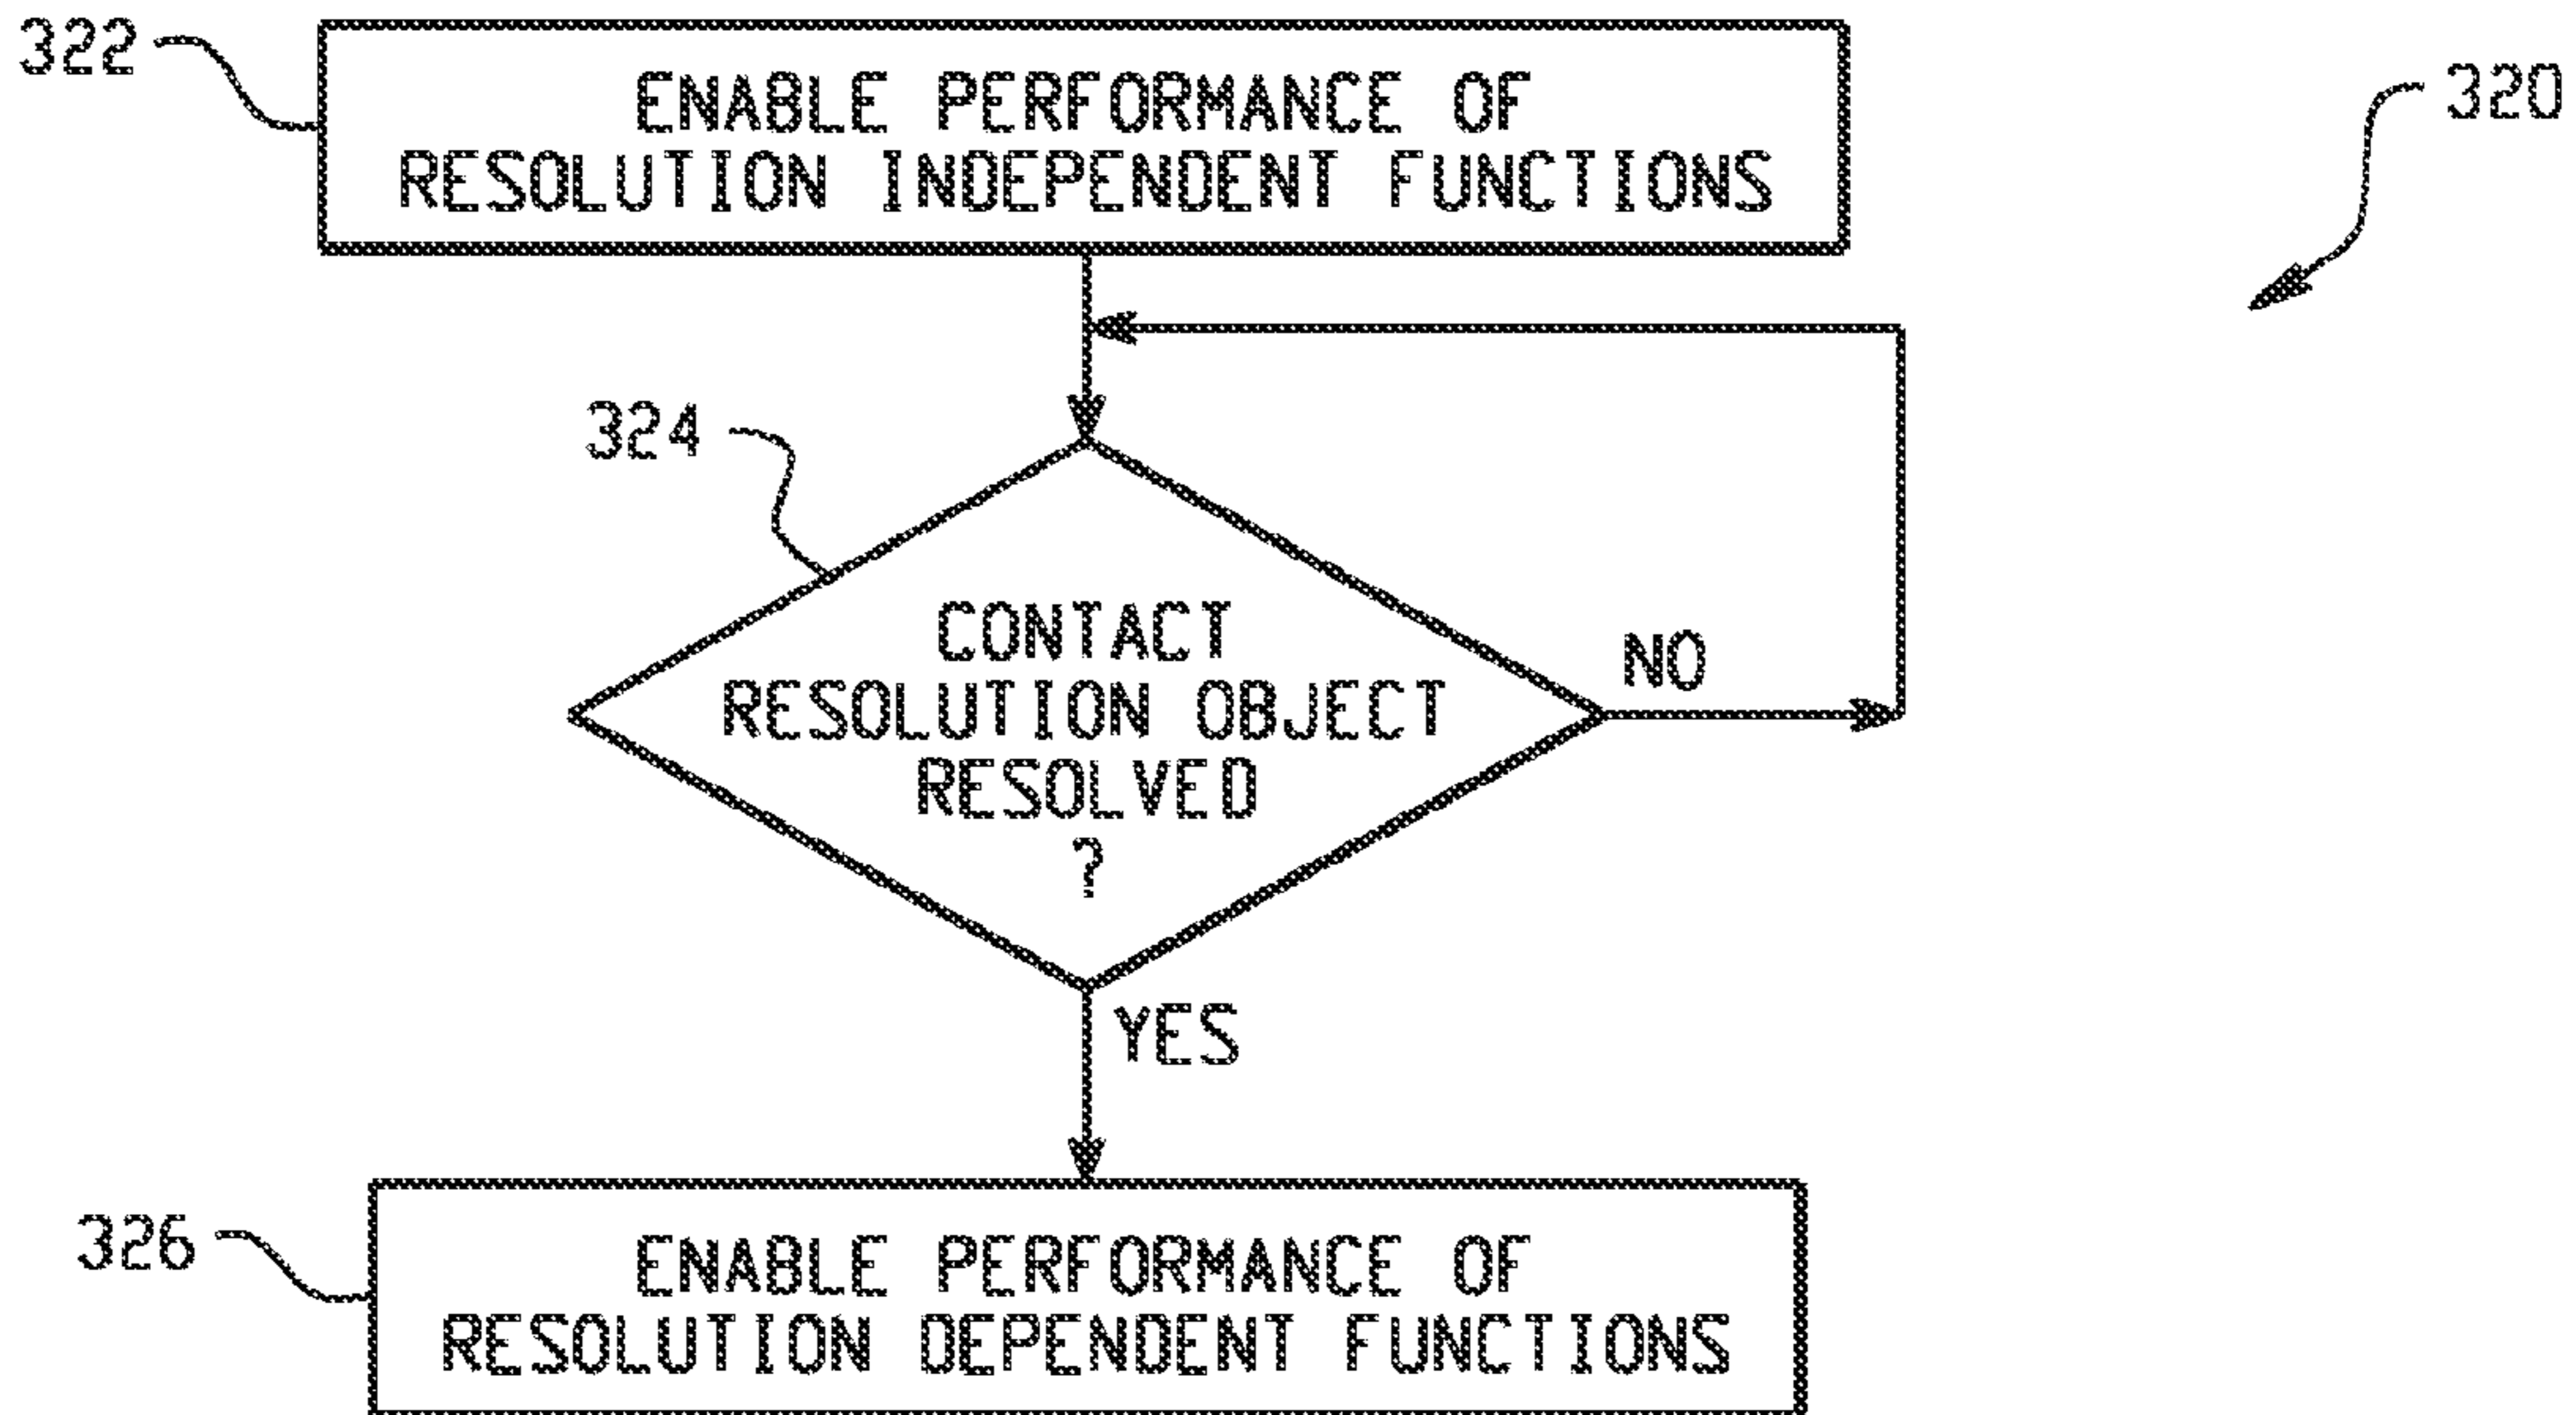 322
ENABLE PERFORMANCE OF
RESOLUTION INDEPENDENT FUNCTIONS
320
324
CONTACT
RESOLUTION OBJECT
RESOLVED
?
NO
YES
326
ENABLE PERFORMANCE OF
RESOLUTION DEPENDENT FUNCTIONS